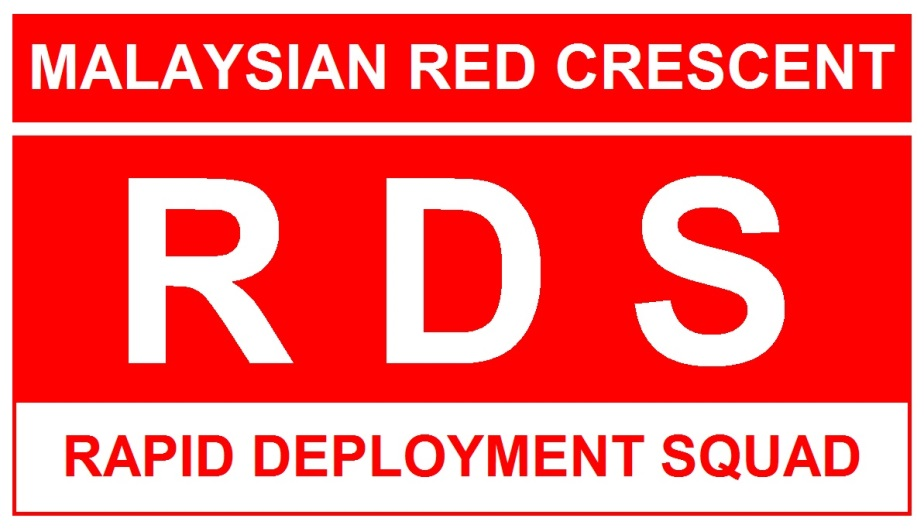 MALAYSIAN RED CRESCENT
R D S
RAPID DEPLOYMENT SQUAD